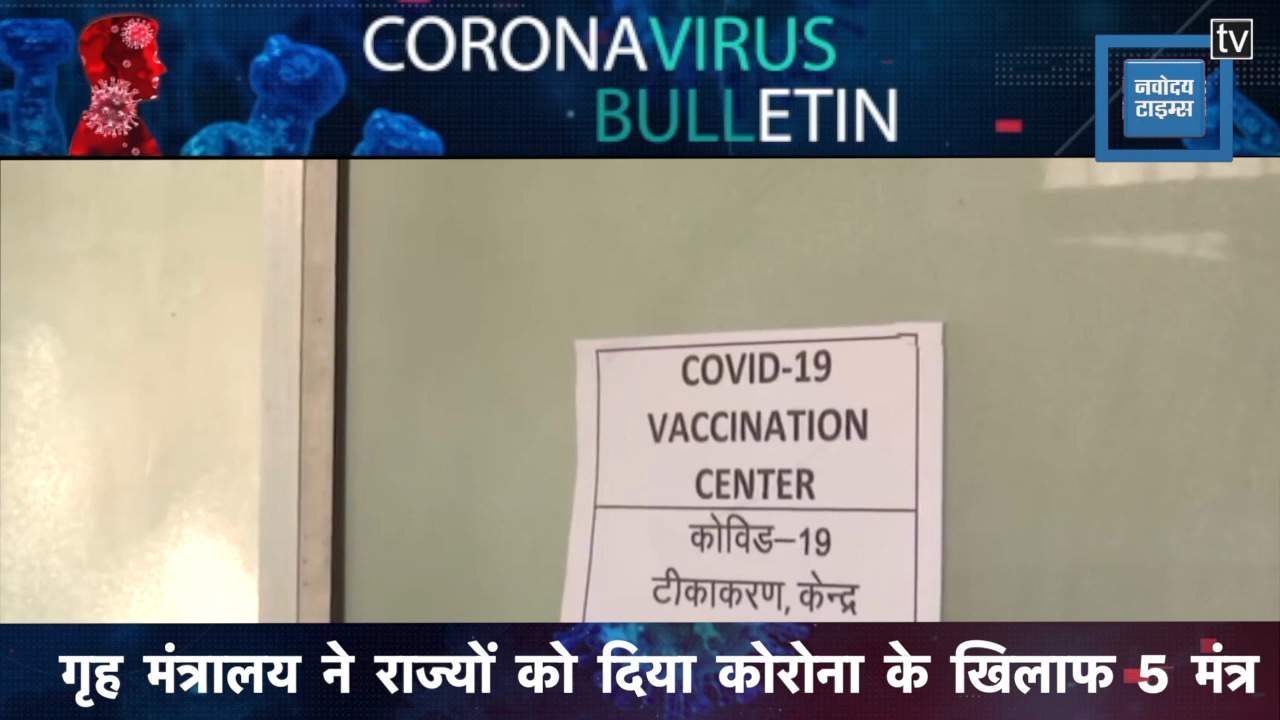 CORONAVIRUS
BULLETIN
tv
नवोदय
टाइम्स
COVID-19
VACCINATION
CENTER
कोविड–19
टीकाकरण, केन्द्र
गृह मंत्रालय ने राज्यों को दिया कोरोना के खिलाफ 5 मंत्र